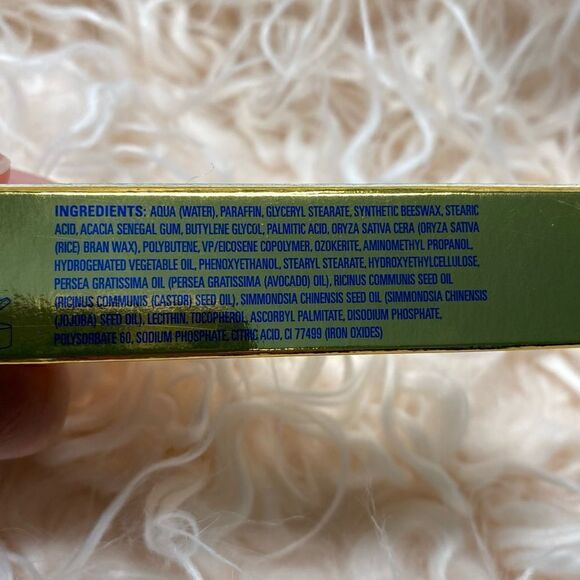 INGREDIENTS: AQUA (WATER), PARAFFIN, GLYCERYL STEARATE, SYNTHETIC BEESWAX, STEARIC
ACID, ACACIA SENEGAL GUM, BUTYLENE GLYCOL, PALMITIC ACID, ORYZA SATIVA CERA (ORYZA SATIVA
(RICE) BRAN WAX), POLYBUTENE, VP/EICOSENE COPOLYMER, OZOKERITE, AMINOMETHYL PROPANOL,
HYDROGENATED VEGETABLE OIL, PHENOXYETHANOL, STEARYL STEARATE, HYDROXYETHYLCELLULOSE,
PERSEA GRATISSIMA OIL (PERSEA GRATISSIMA (AVOCADO) OIL), RICINUS COMMUNIS SEED OIL
(RICINUS COMMUNIS (CASTOR) SEED OIL), SIMMONDSIA CHINENSIS SEED OIL (SIMMONDSIA CHINENSIS
(JOJOBA) SEED OIL), LECITHIN, TOCOPHEROL, ASCORBYL PALMITATE, DISODIUM PHOSPHATE,
POLYSORBATE 60, SODIUM PHOSPHATE, CITRIC ACID, CI 77499 (IRON OXIDES)